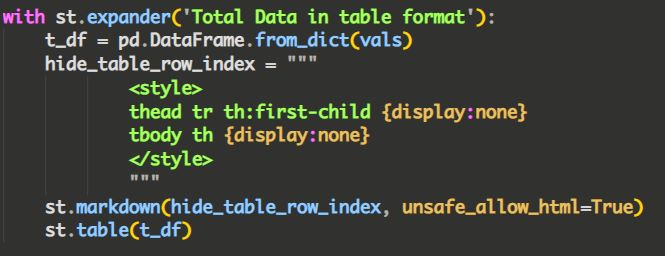 with st.expander('Total Data in table format'):
    t_df = pd.DataFrame.from_dict(vals)
    hide_table_row_index = """
            <style>
            thead tr th:first-child {display:none}
            tbody th {display:none}
            </style>
            """
    st.markdown(hide_table_row_index, unsafe_allow_html=True)
    st.table(t_df)